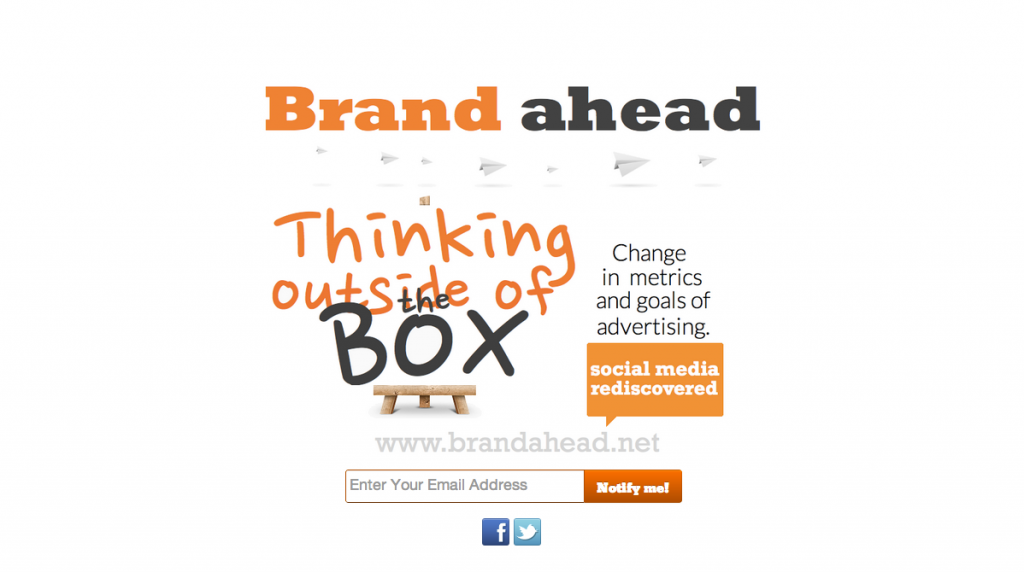 Brand ahead
Thinking
outside of
the
BOX
Change
in metrics
and goals of
advertising.
social media
rediscovered
www.brandahead.net
Enter Your Email Address
Notify me!
f